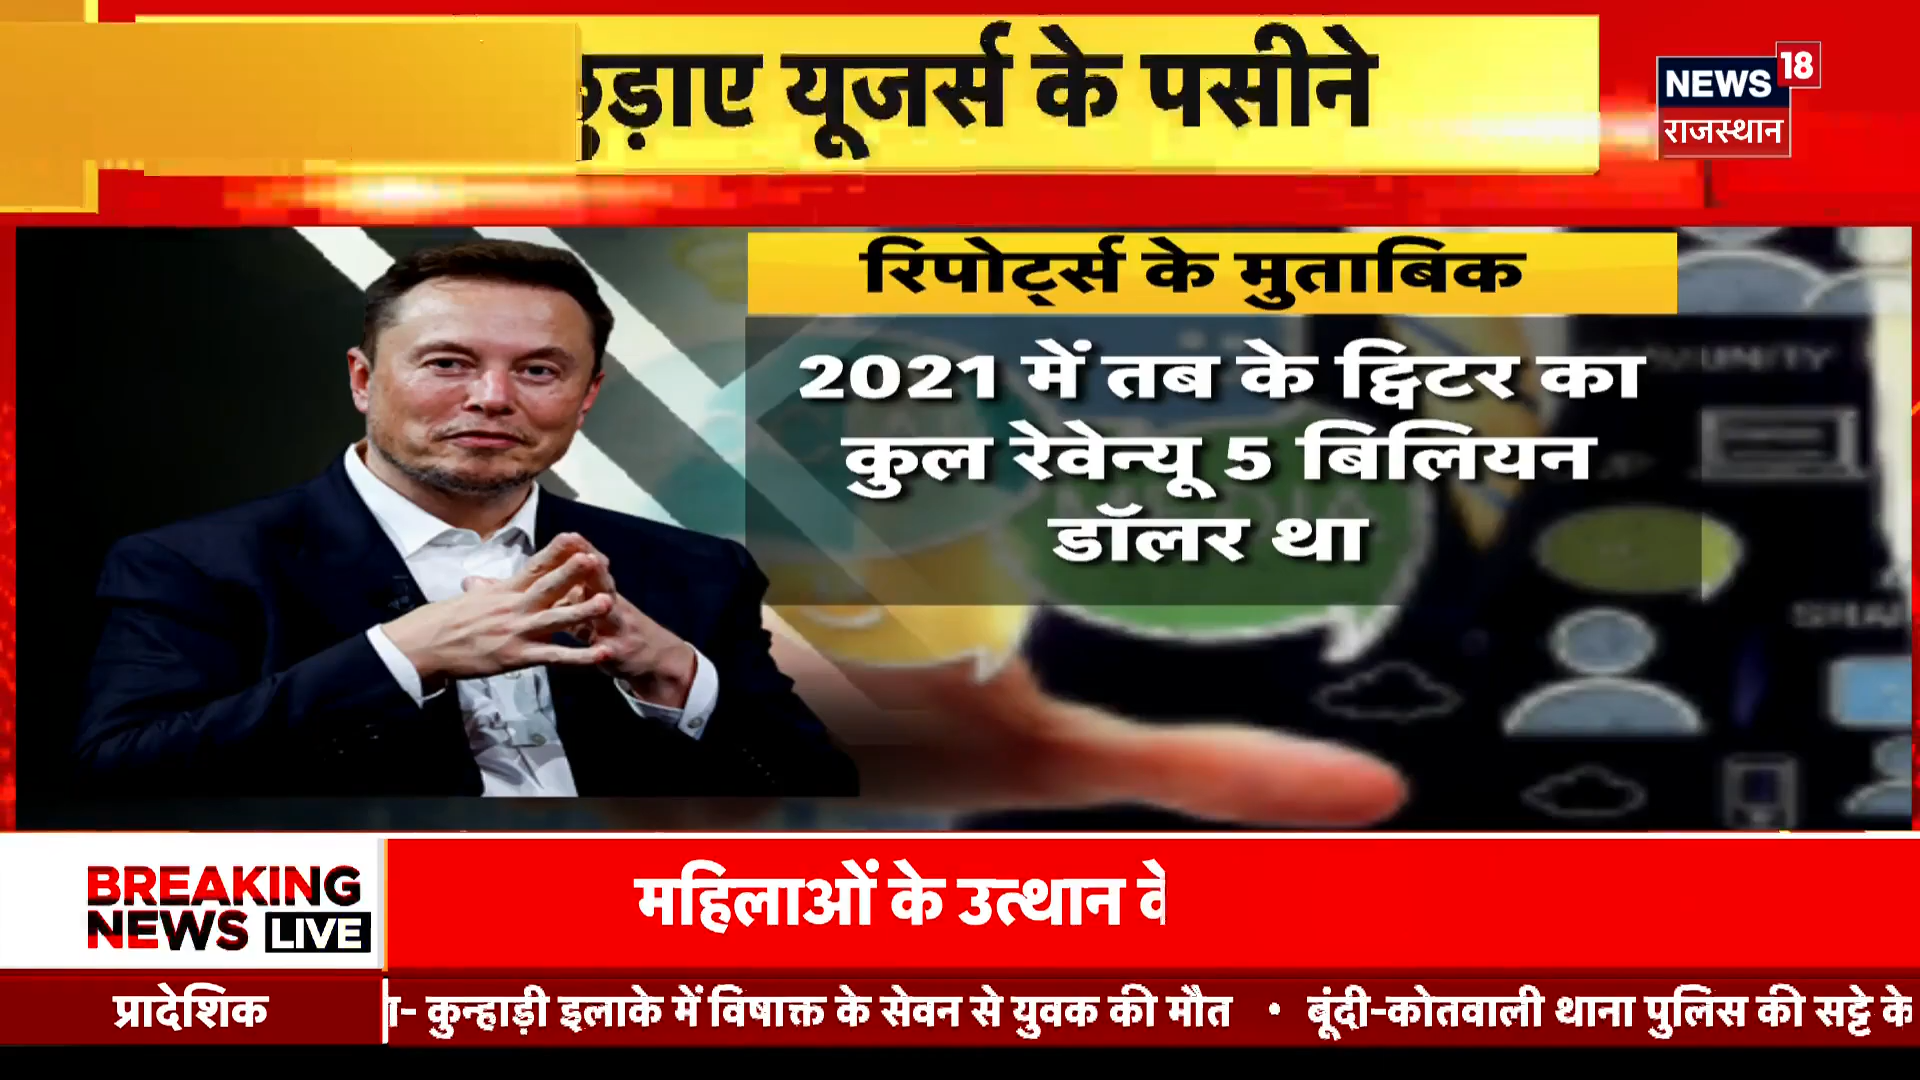 यूजर्स के पसीने
NEWS 18
राजस्थान
रिपोर्ट्स के मुताबिक
2021 में तब के ट्विटर का
कुल रेवेन्यू 5 बिलियन
डॉलर था
BREAKING
NEWS LIVE
महिलाओं के उत्थान
प्रादेशिक
कुन्हाड़ी इलाके में विषाक्त के सेवन से युवक की मौत • बूंदी-कोतवाली थाना पुलिस की सट्टे के